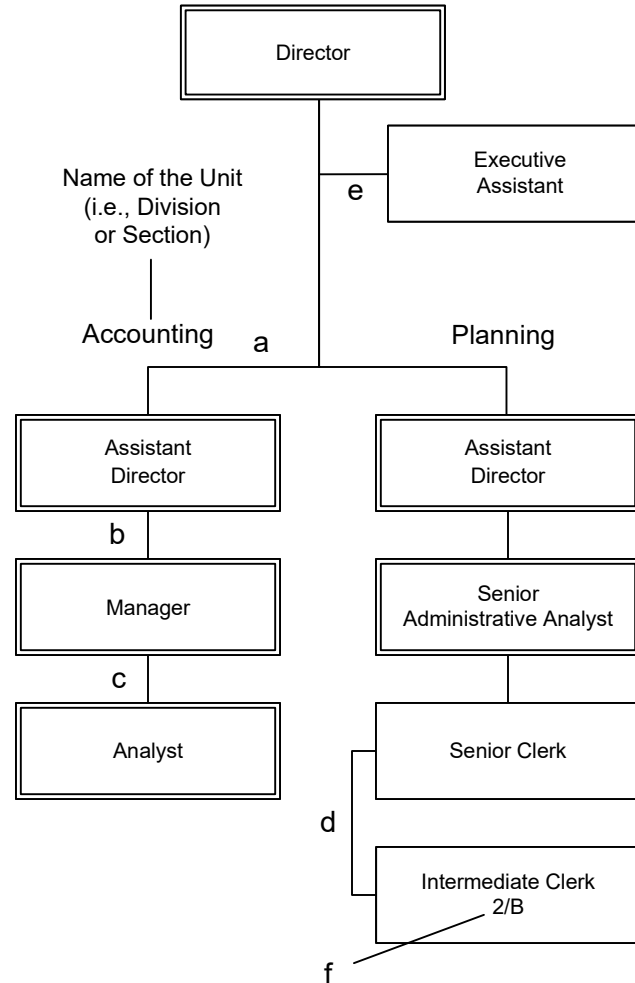 Director
Executive
Assistant
e
Name of the Unit
(i.e., Division
or Section)
Accounting
a
Planning
Assistant
Director
Assistant
Director
b
Manager
Senior
Administrative Analyst
c
Analyst
Senior Clerk
d
Intermediate Clerk
2/B
f